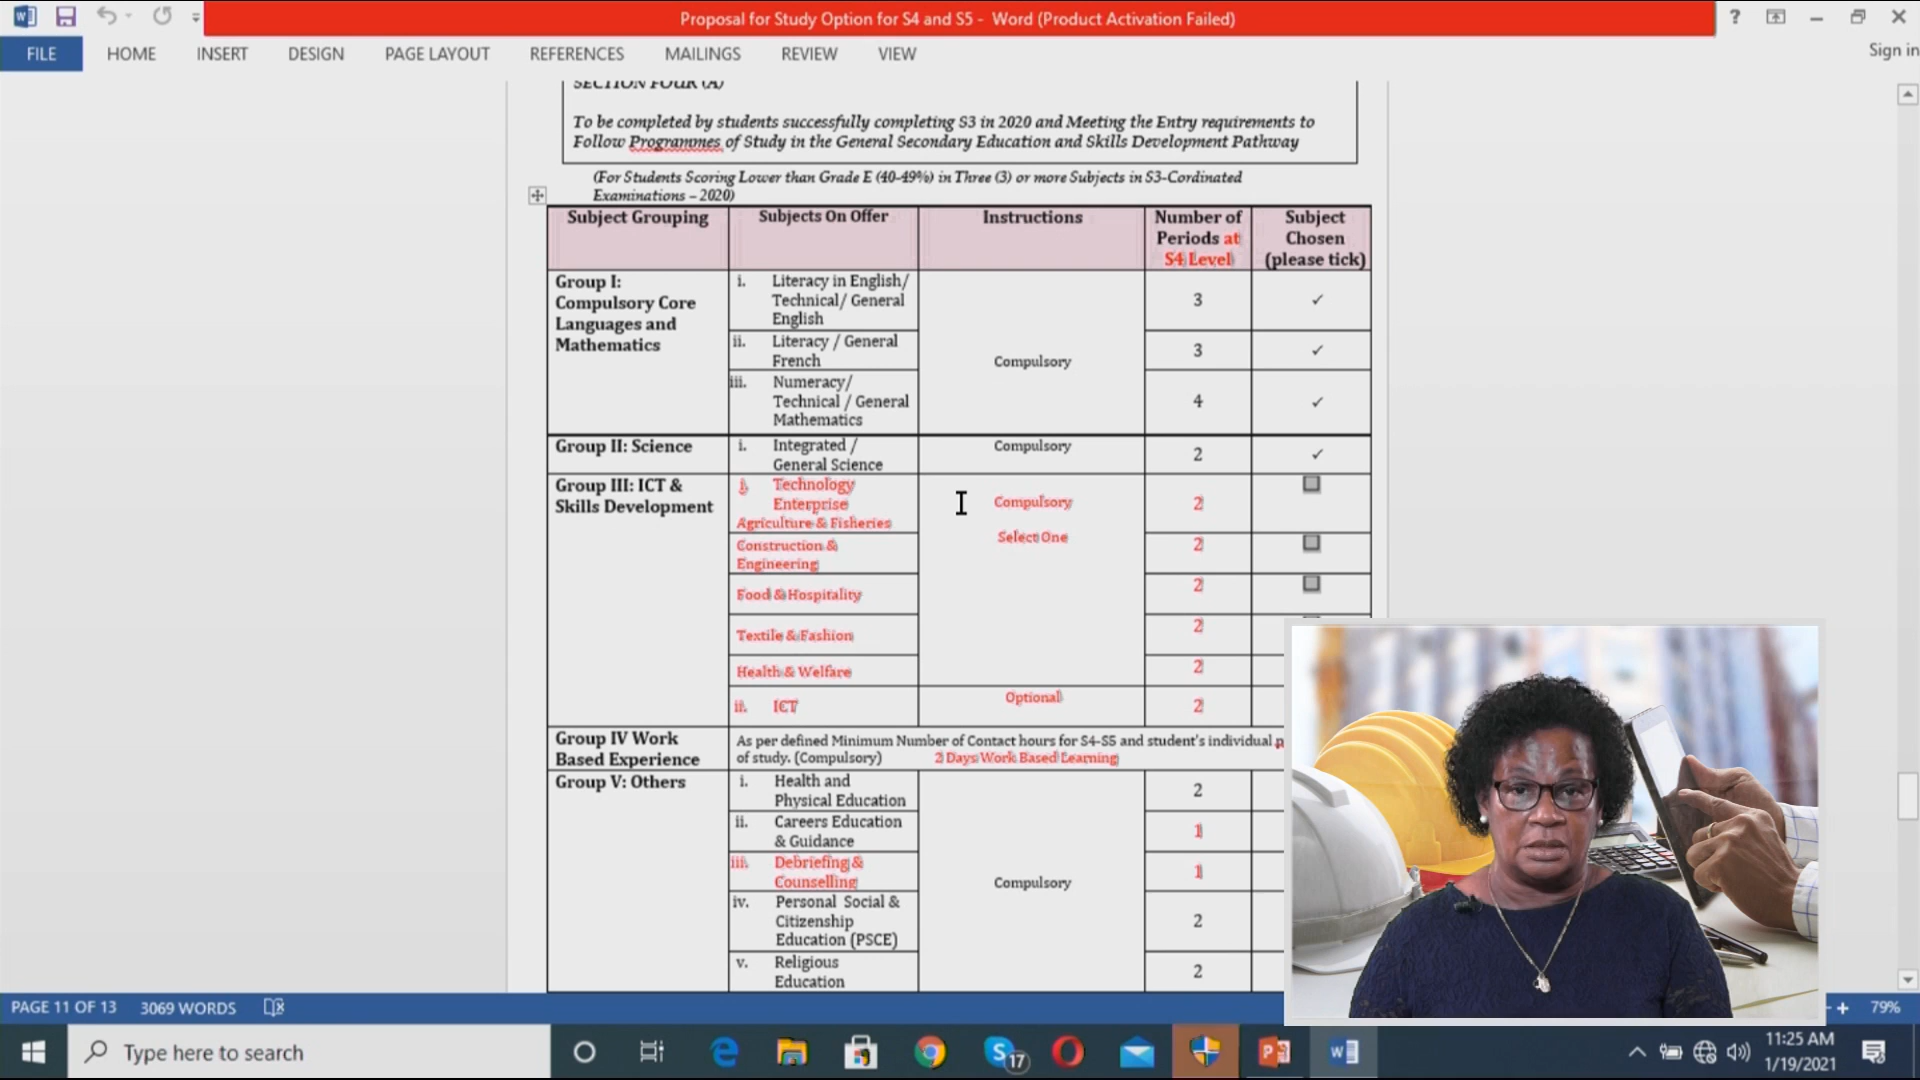 Proposal for Study Option for S4 and S5 - Word (Product Activation Failed)
FILE HOME INSERT DESIGN PAGE LAYOUT REFERENCES MAILINGS REVIEW VIEW Sign in
SECTION FOUR (A)
To be completed by students successfully completing S3 in 2020 and Meeting the Entry requirements to
Follow Programmes of Study in the General Secondary Education and Skills Development Pathway
(For Students Scoring Lower than Grade E (40-49%) in Three (3) or more Subjects in S3-Cordinated
Examinations – 2020)
Subject Grouping
Subjects On Offer
Instructions
Number of
Periods at
S4 Level
Subject
Chosen
(please tick)
Group I:
Compulsory Core
Languages and
Mathematics
i. Literacy in English/
Technical/ General
English
3 ✓
ii. Literacy / General
French
3 ✓
iii. Numeracy/
Technical / General
Mathematics
4 ✓
Compulsory
Group II: Science
i. Integrated /
General Science
Compulsory
2 ✓
Group III: ICT &
Skills Development
i. Technology
Enterprise
Agriculture & Fisheries
Compulsory
Select One
2
Construction &
Engineering
2
Food & Hospitality
2
Textile & Fashion
2
Health & Welfare
2
ii. ICT
Optional
2
Group IV Work
Based Experience
As per defined Minimum Number of Contact hours for S4-S5 and student's individual
of study. (Compulsory) 2 Days Work Based Learning
Group V: Others
i. Health and
Physical Education
2
ii. Careers Education
& Guidance
1
iii. Debriefing &
Counselling
1
Compulsory
iv. Personal Social &
Citizenship
Education (PSCE)
2
v. Religious
Education
2
PAGE 11 OF 13 3069 WORDS
+ 79%
Type here to search
17
11:25 AM
1/19/2021